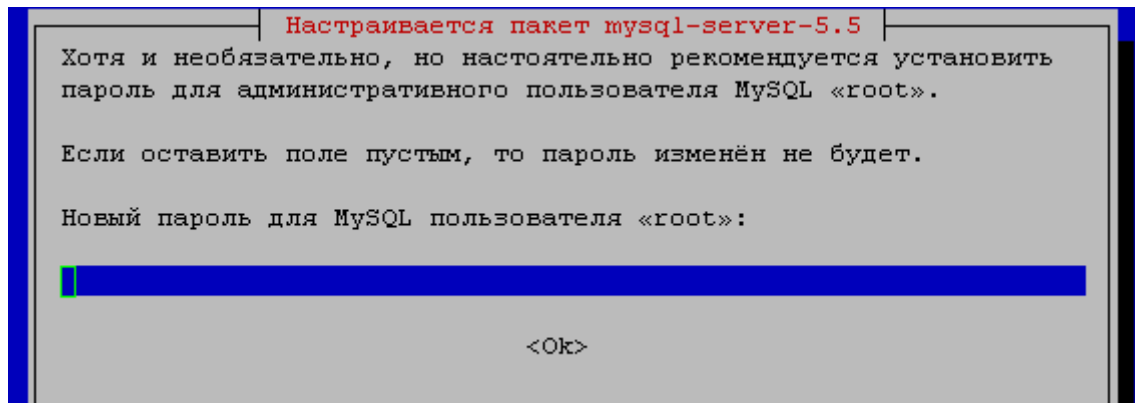 Настраивается пакет mysql-server-5.5
Хотя и необязательно, но настоятельно рекомендуется установить
пароль для административного пользователя MySQL «root».
Если оставить поле пустым, то пароль изменён не будет.
Новый пароль для MySQL пользователя «root»:
<Ok>